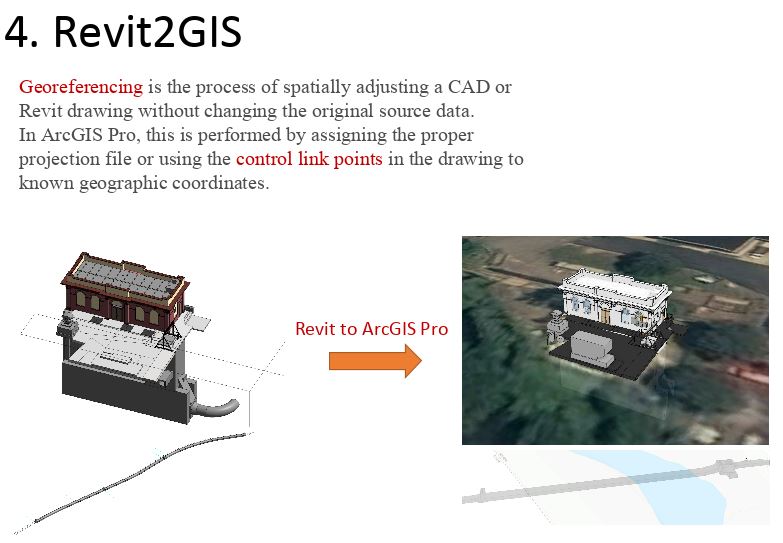 4. Revit2GIS
Georeferencing is the process of spatially adjusting a CAD or
Revit drawing without changing the original source data.
In ArcGIS Pro, this is performed by assigning the proper
projection file or using the control link points in the drawing to
known geographic coordinates.
Revit to ArcGIS Pro